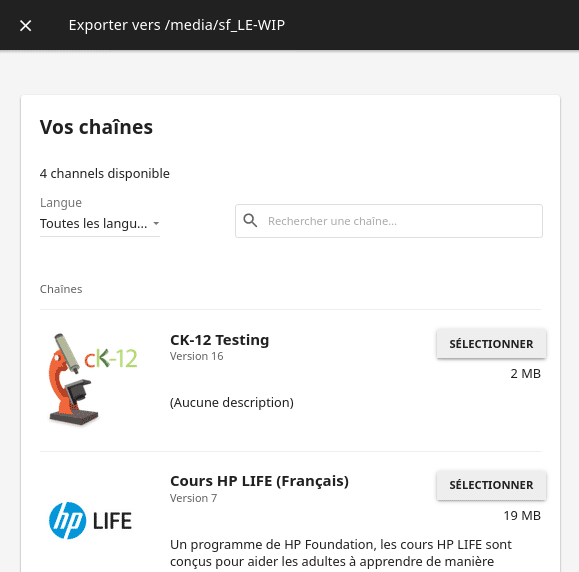 Exporter vers /media/sf_LE-WIP
Vos chaînes
4 channels disponible
Langue
Toutes les langu...
Rechercher une chaîne...
Chaînes
cK-12
CK-12 Testing
Version 16
SÉLECTIONNER
2 MB
(Aucune description)
hp LIFE
Cours HP LIFE (Français)
Version 7
SÉLECTIONNER
19 MB
Un programme de HP Foundation, les cours HP LIFE sont
conçus pour aider les adultes à apprendre de manière